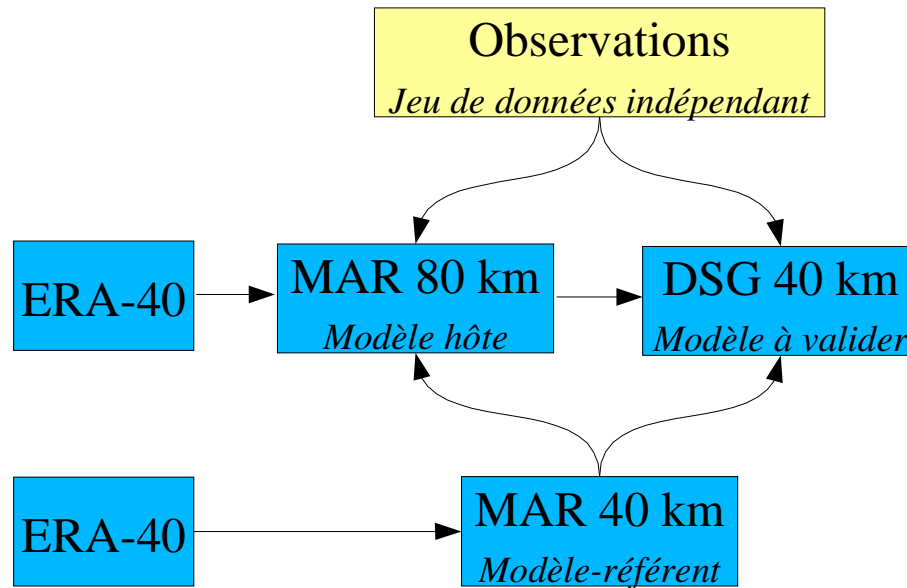 Observations
Jeu de données indépendant
ERA-40
MAR 80 km
Modèle hôte
DSG 40 km
Modèle à valider
ERA-40
MAR 40 km
Modèle-référent